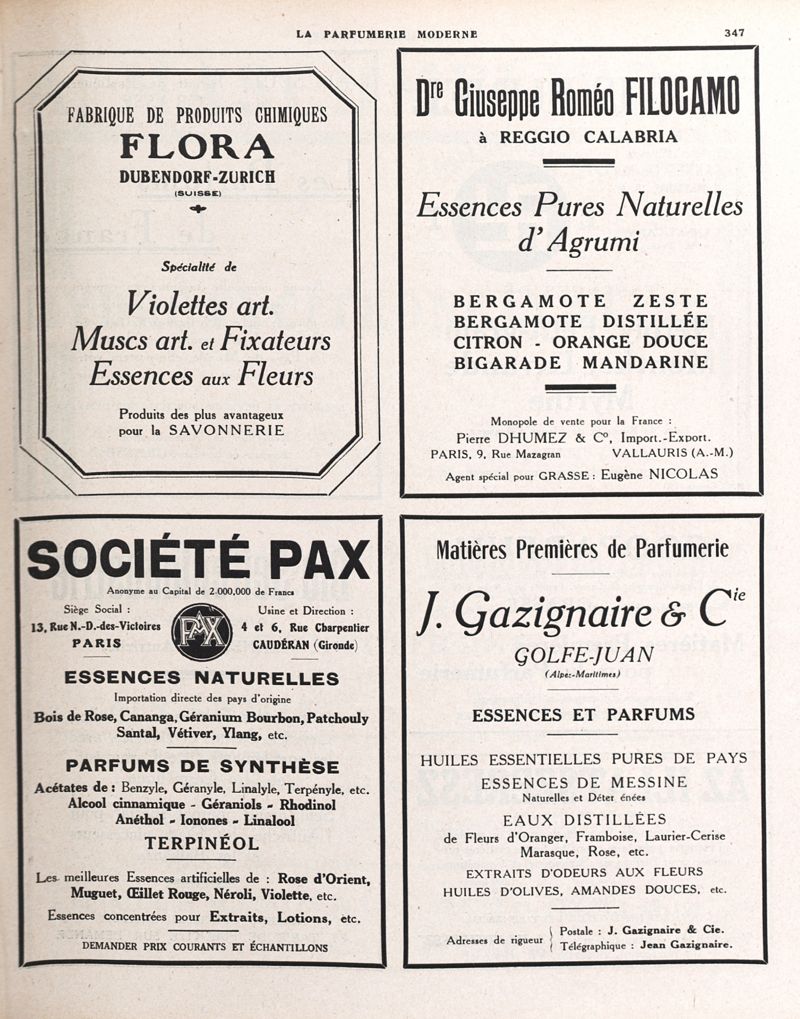 LA PARFUMERIE MODERNE
347
FABRIQUE DE PRODUITS CHIMIQUES
FLORA
DUBENDORF-ZURICH
(SUISSE)
Spécialité de
Violettes art.
Muscs art. et Fixateurs
Essences aux Fleurs
Produits des plus avantageux
pour la SAVONNERIE
Dre Giuseppe Roméo FILOCAMO
à REGGIO CALABRIA
Essences Pures Naturelles
d'Agrumi
BERGAMOTE ZESTE
BERGAMOTE DISTILLÉE
CITRON - ORANGE DOUCE
BIGARADE MANDARINE
Monopole de vente pour la France :
Pierre DHUMEZ & Co, Import.-Export.
PARIS, 9, Rue Mazagran VALLAURIS (A.-M.)
Agent spécial pour GRASSE : Eugène NICOLAS
SOCIÉTÉ PAX
Anonyme au Capital de 2.000,000 de Francs
Siège Social :
13, Rue N.-D.-des-Victoires
PARIS
PAX
Usine et Direction :
4 et 6, Rue Charpentier
CAUDÉRAN (Gironde)
ESSENCES NATURELLES
Importation directe des pays d'origine
Bois de Rose, Cananga, Géranium Bourbon, Patchouly
Santal, Vétiver, Ylang, etc.
PARFUMS DE SYNTHÈSE
Acétates de : Benzyle, Géranyle, Linalyle, Terpényle, etc.
Alcool cinnamique - Géraniols - Rhodinol
Anéthol - Ionones - Linalool
TERPINÉOL
Les meilleures Essences artificielles de : Rose d'Orient,
Muguet, Œillet Rouge, Néroli, Violette, etc.
Essences concentrées pour Extraits, Lotions, etc.
DEMANDER PRIX COURANTS ET ÉCHANTILLONS
Matières Premières de Parfumerie
J. Gazignaire & Cie
GOLFE-JUAN
(Alpes-Maritimes)
ESSENCES ET PARFUMS
HUILES ESSENTIELLES PURES DE PAYS
ESSENCES DE MESSINE
Naturelles et Déter énées
EAUX DISTILLÉES
de Fleurs d'Oranger, Framboise, Laurier-Cerise
Marasque, Rose, etc.
EXTRAITS D'ODEURS AUX FLEURS
HUILES D'OLIVES, AMANDES DOUCES, etc.
Adresses de rigueur
Postale : J. Gazignaire & Cie.
Télégraphique : Jean Gazignaire.